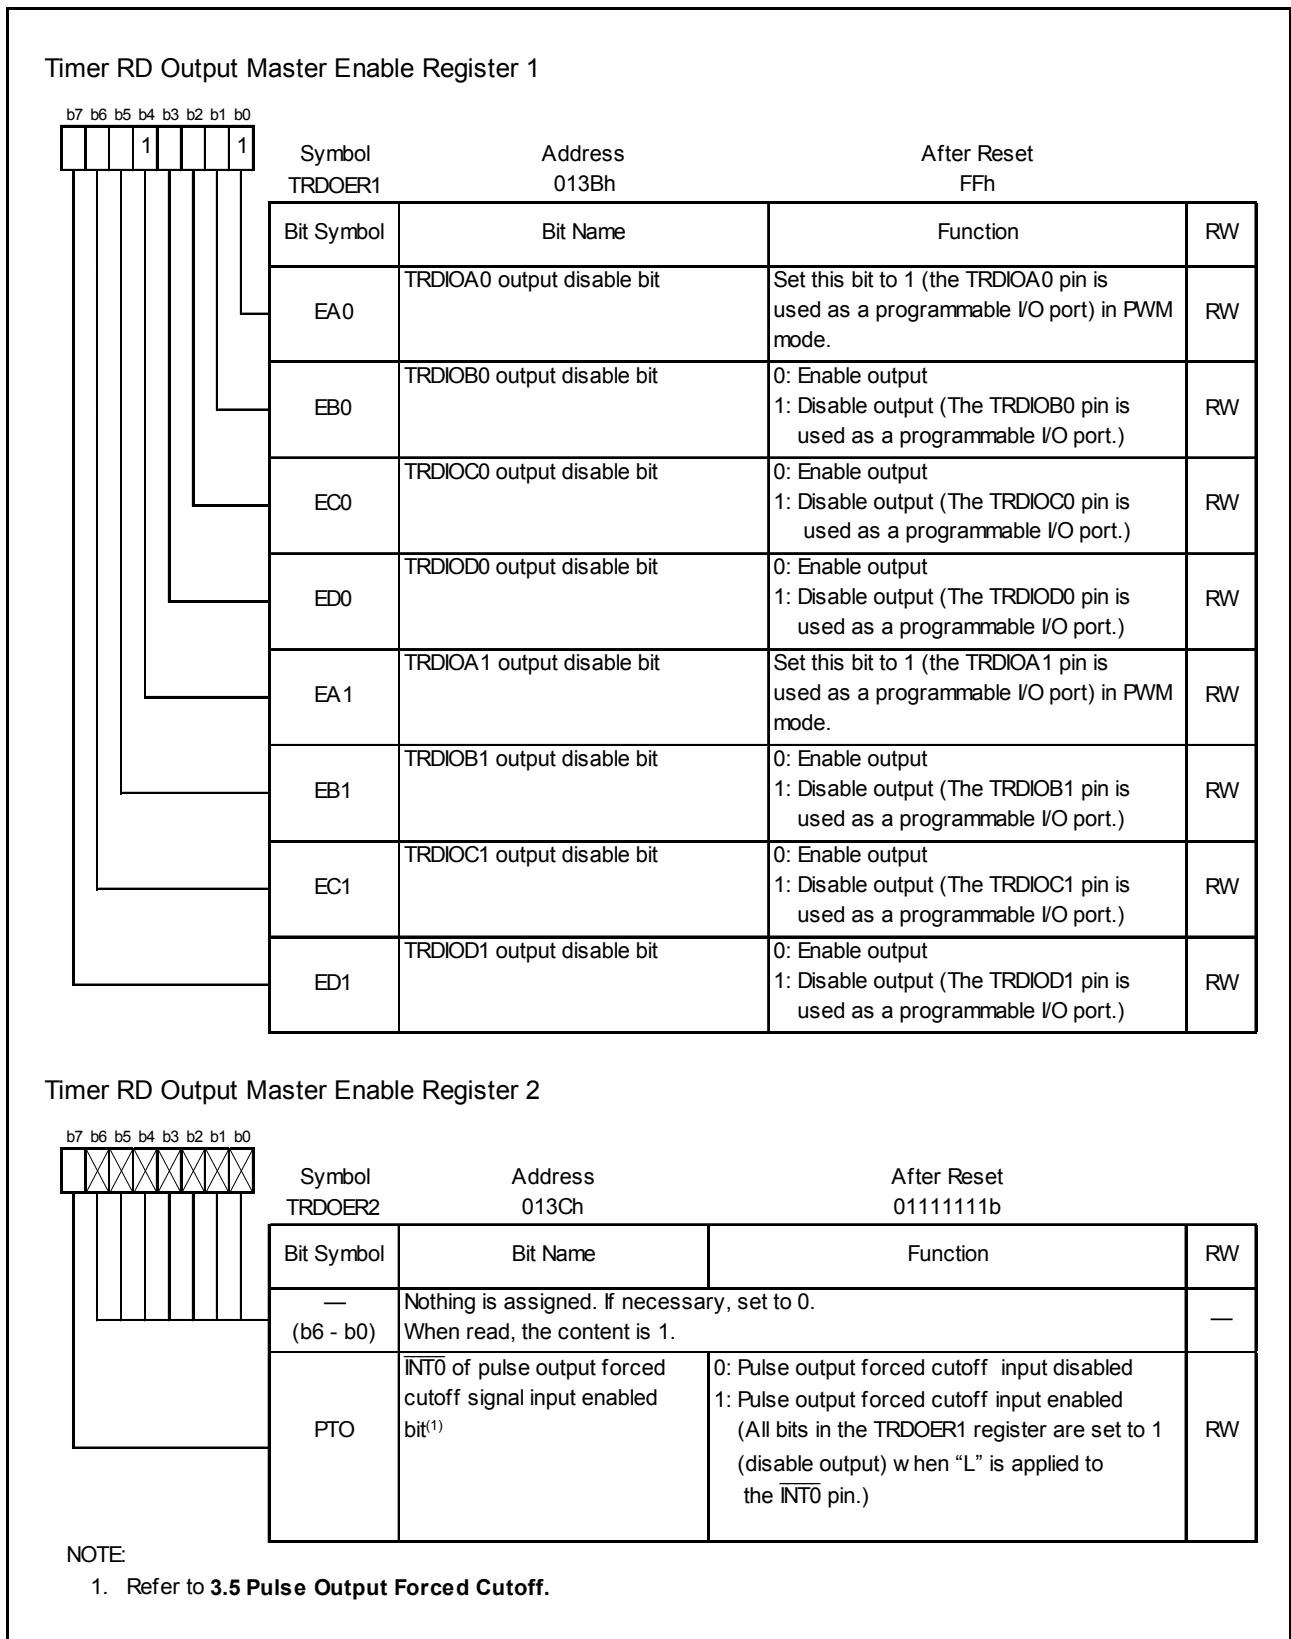 Timer RD Output Master Enable Register 1
b7 b6 b5 b4 b3 b2 b1 b0
1 1
Symbol Address After Reset
TRDOER1 013Bh FFh
Bit Symbol Bit Name Function RW
EA0 TRDIOA0 output disable bit Set this bit to 1 (the TRDIOA0 pin is
used as a programmable I/O port) in PWM
mode. RW
EB0 TRDIOB0 output disable bit 0: Enable output
1: Disable output (The TRDIOB0 pin is
used as a programmable I/O port.) RW
EC0 TRDIOC0 output disable bit 0: Enable output
1: Disable output (The TRDIOC0 pin is
used as a programmable I/O port.) RW
ED0 TRDIOD0 output disable bit 0: Enable output
1: Disable output (The TRDIOD0 pin is
used as a programmable I/O port.) RW
EA1 TRDIOA1 output disable bit Set this bit to 1 (the TRDIOA1 pin is
used as a programmable I/O port) in PWM
mode. RW
EB1 TRDIOB1 output disable bit 0: Enable output
1: Disable output (The TRDIOB1 pin is
used as a programmable I/O port.) RW
EC1 TRDIOC1 output disable bit 0: Enable output
1: Disable output (The TRDIOC1 pin is
used as a programmable I/O port.) RW
ED1 TRDIOD1 output disable bit 0: Enable output
1: Disable output (The TRDIOD1 pin is
used as a programmable I/O port.) RW
Timer RD Output Master Enable Register 2
b7 b6 b5 b4 b3 b2 b1 b0
Symbol Address After Reset
TRDOER2 013Ch 01111111b
Bit Symbol Bit Name Function RW
— Nothing is assigned. If necessary, set to 0.
(b6 - b0) When read, the content is 1. —
PTO
INT0 of pulse output forced
cutoff signal input enabled
bit(1)
0: Pulse output forced cutoff input disabled
1: Pulse output forced cutoff input enabled
(All bits in the TRDOER1 register are set to 1
(disable output) when “L” is applied to
the INT0 pin.)
RW
NOTE:
1. Refer to 3.5 Pulse Output Forced Cutoff.